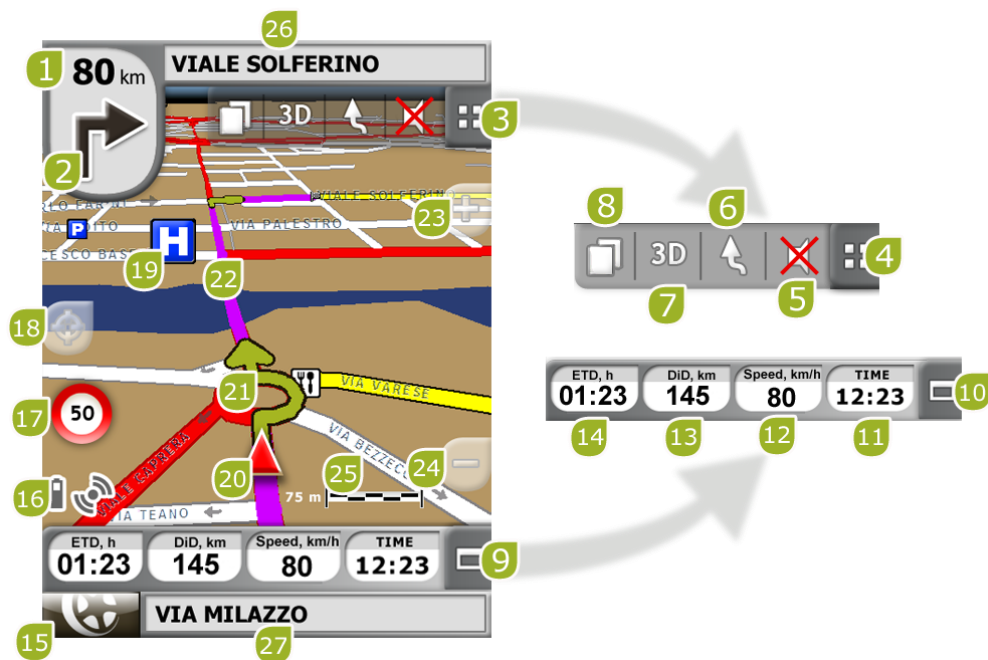 26
1
80 km
VIALE SOLFERINO
3D
3
2
VIALE SOLFERINO
23
P
VIA PALESTRO
H
19
22
18
21
VIA VARESE
17
50
VIALE CAPRERA
VIA BEZZECC
20
25
24
16
75 m
VIA TEANO
ETD, h
01:23
DiD, km
145
Speed, km/h
80
TIME
12:23
9
15
VIA MILAZZO
27
8
6
3D
4
7
5
ETD, h
01:23
DiD, km
145
Speed, km/h
80
TIME
12:23
10
14
13
12
11